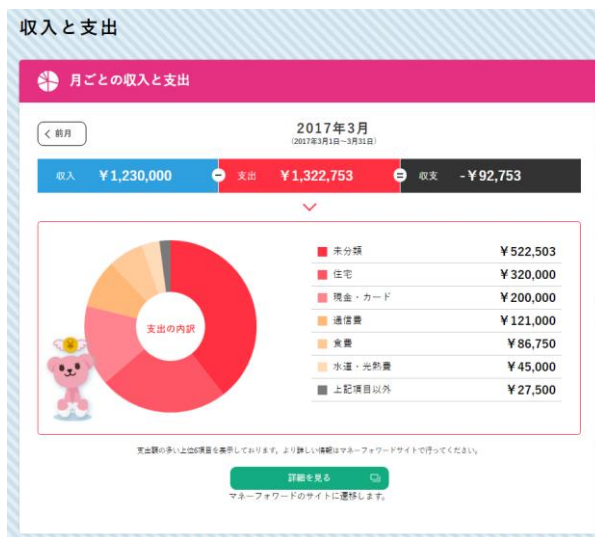 収入と支出
月ごとの収入と支出
前月
2017年3月
(2017年3月1日～3月31日)
収入 ¥1,230,000 支出 ¥1,322,753 収支 -¥92,753
支出の内訳
未分類 ¥522,503
住宅 ¥320,000
現金・カード ¥200,000
通信費 ¥121,000
食費 ¥86,750
水道・光熱費 ¥45,000
上記項目以外 ¥27,500
支出額の多い上位6項目を表示しております。より詳しい情報はマネーフォワードサイトで行ってください。
詳細を見る
マネーフォワードのサイトに遷移します。